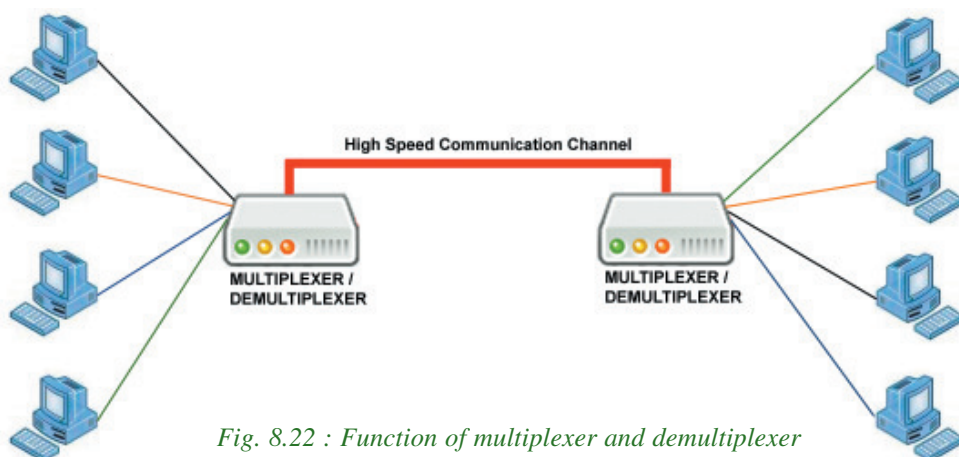 High Speed Communication Channel
MULTIPLEXER /
DEMULTIPLEXER
MULTIPLEXER /
DEMULTIPLEXER
Fig. 8.22 : Function of multiplexer and demultiplexer